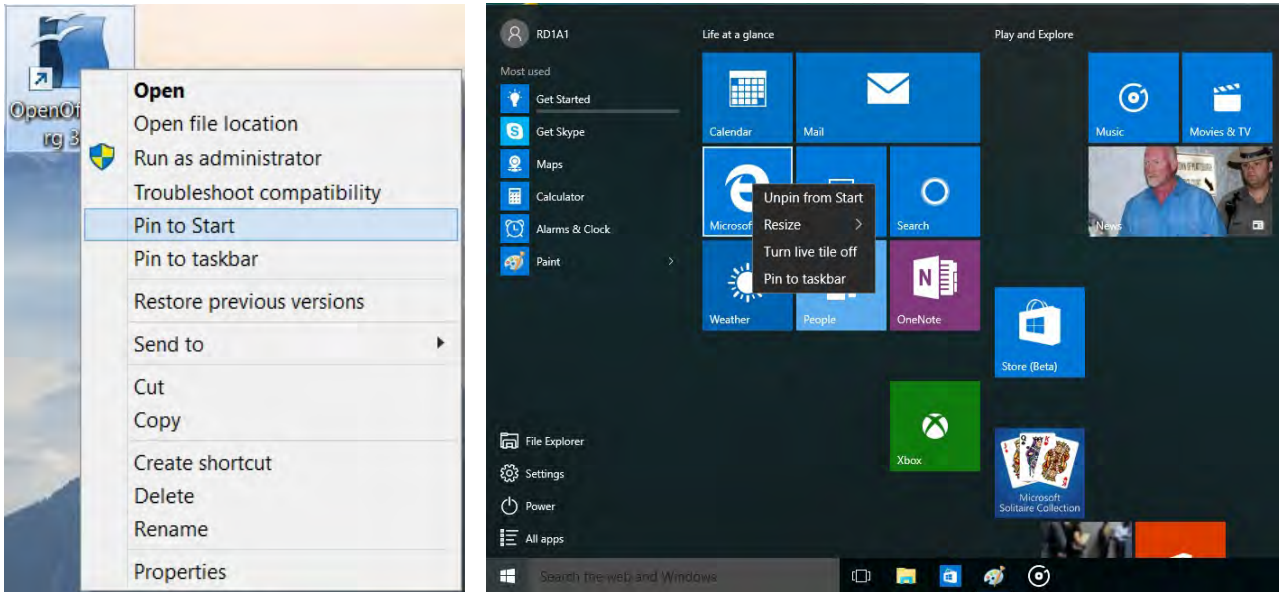 OpenOf
rg 3
Open
Open file location
Run as administrator
Troubleshoot compatibility
Pin to Start
Pin to taskbar
Restore previous versions
Send to
Cut
Copy
Create shortcut
Delete
Rename
Properties
RD1A1
Most used
Get Started
Get Skype
Maps
Calculator
Alarms & Clock
Paint
File Explorer
Settings
Power
All apps
Search the web and Windows
Life at a glance
Calendar
Mail
Microsof
Search
Weather
People
OneNote
Xbox
Unpin from Start
Resize
Turn live tile off
Pin to taskbar
Play and Explore
Music
Movies & TV
News
Store (Beta)
Microsoft
Solitaire Collection